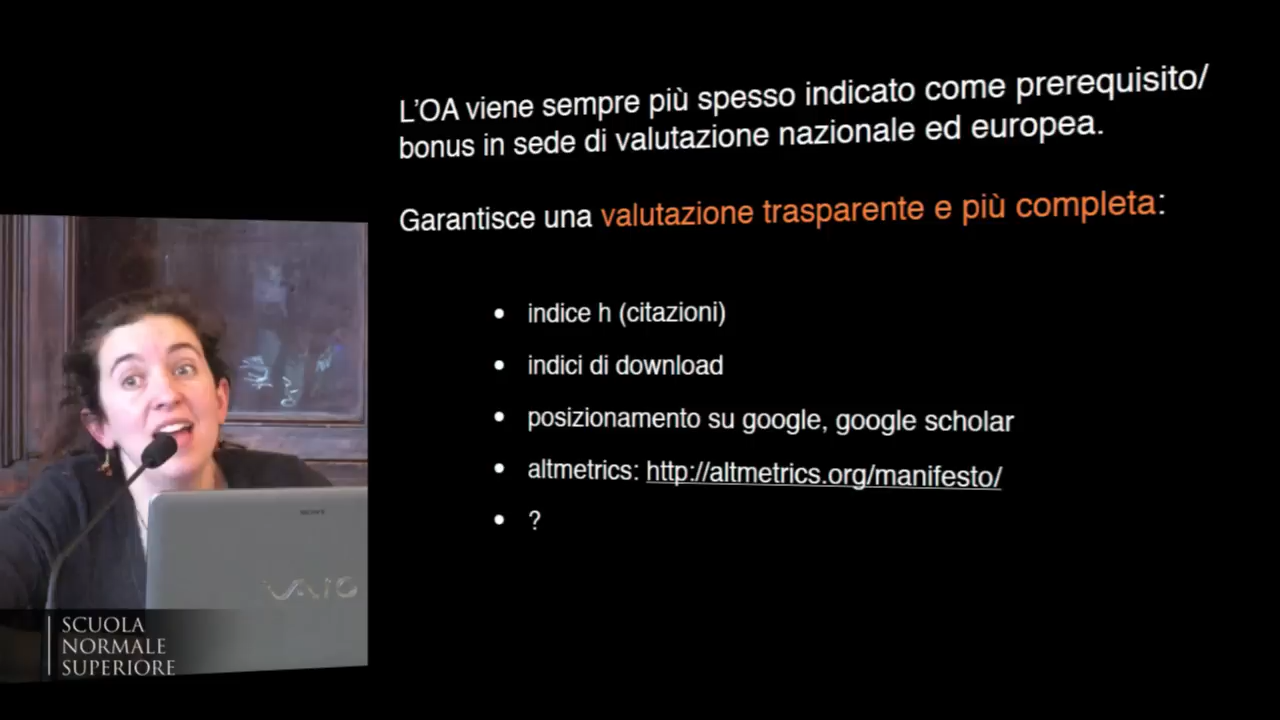 L'OA viene sempre più spesso indicato come prerequisito/
bonus in sede di valutazione nazionale ed europea.
Garantisce una valutazione trasparente e più completa:
• indice h (citazioni)
• indici di download
• posizionamento su google, google scholar
• altmetrics: http://altmetrics.org/manifesto/
• ?
SONY
VAIO
SCUOLA
NORMALE
SUPERIORE